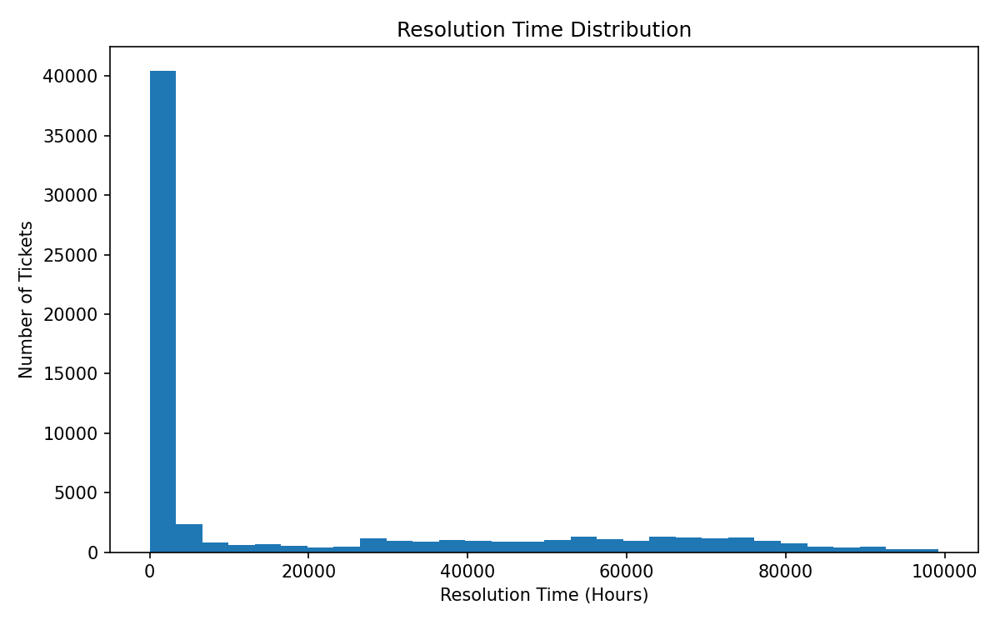 Resolution Time Distribution
40000
35000
30000
25000
20000
15000
10000
5000
0
Number of Tickets
0 20000 40000 60000 80000 100000
Resolution Time (Hours)